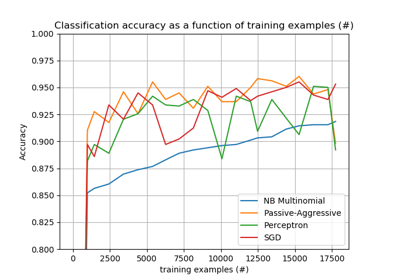 Classification accuracy as a function of training examples (#)
1.000
0.975
0.950
0.925
0.900
0.875
0.850
0.825
0.800
Accuracy
NB Multinomial
Passive-Aggressive
Perceptron
SGD
0 2500 5000 7500 10000 12500 15000 17500
training examples (#)